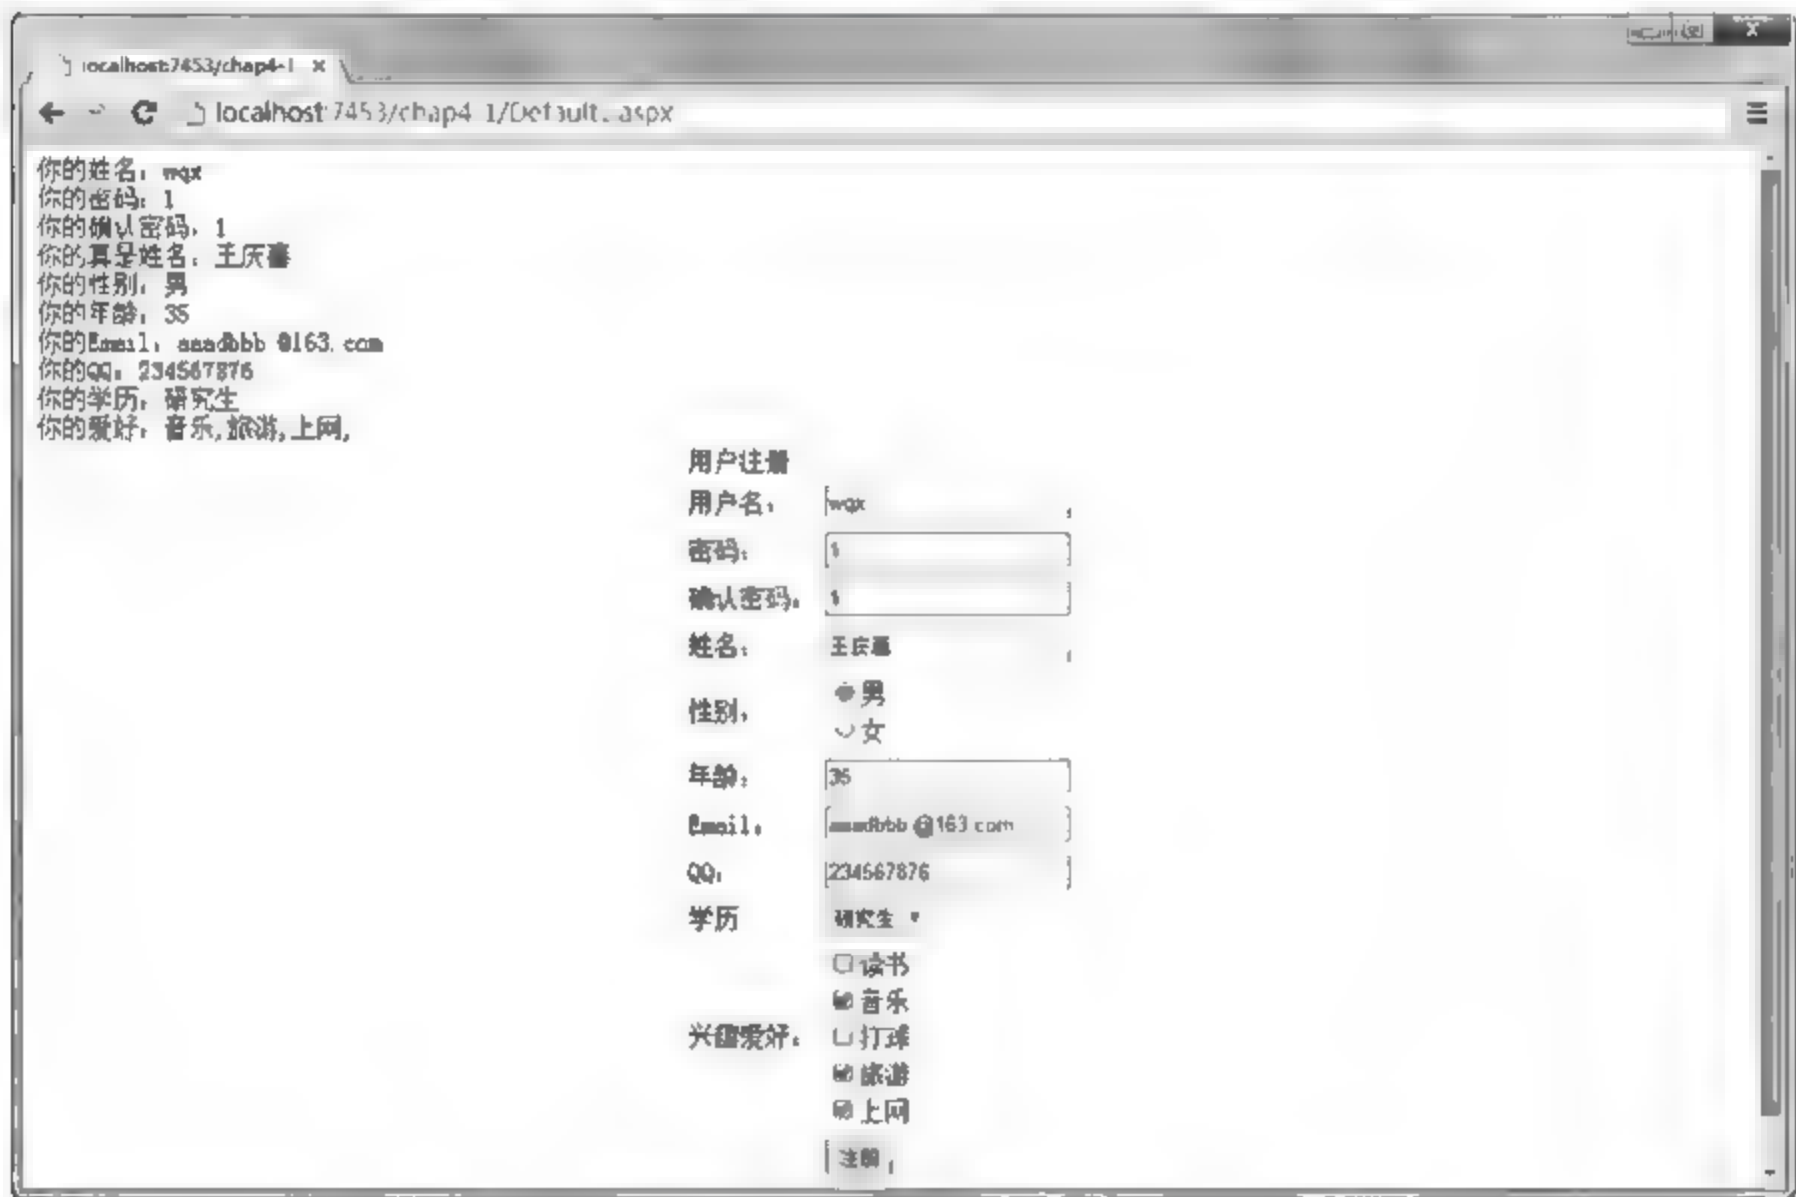 localhost:7453/chap4-1
localhost:7453/chap4-1/Default.aspx
你的姓名：wqx
你的密码：1
你的确认密码：1
你的真是姓名：王庆喜
你的性别：男
你的年龄：35
你的Email：
你的QQ：234567876
你的学历：研究生
你的爱好：音乐,旅游,上网,
用户注册
用户名： wqx
密码： 1
确认密码： 1
姓名： 王庆喜
性别： 男
女
年龄： 35
Email： @163.com
QQ： 234567876
学历 研究生
读书
音乐
兴趣爱好： 打球
旅游
上网
注册